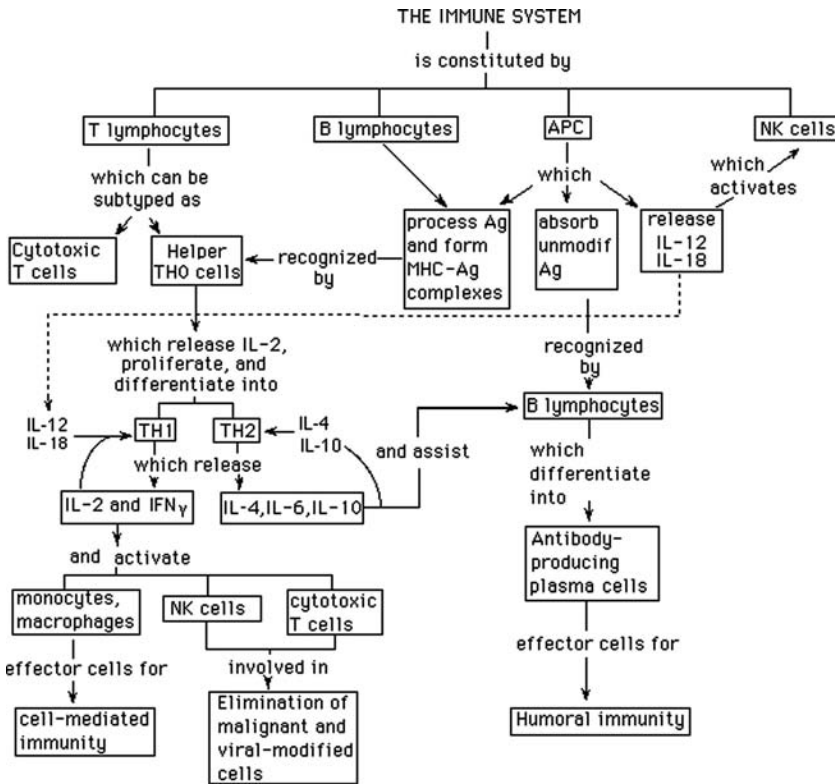 THE IMMUNE SYSTEM
is constituted by
T lymphocytes
B lymphocytes
APC
NK cells
which can be
subtyped as
which
which
activates
Cytotoxic
T cells
Helper
THO cells
recognized
by
process Ag
and form
MHC-Ag
complexes
absorb
unmodif
Ag
release
IL-12
IL-18
which release IL-2,
proliferate, and
differentiate into
recognized
by
IL-12
IL-18
TH1
TH2
IL-4
IL-10
B lymphocytes
which release
and assist
which
differentiate
into
IL-2 and IFNγ
IL-4,IL-6,IL-10
and activate
Antibody-
producing
plasma cells
monocytes,
macrophages
NK cells
cytotoxic
T cells
effector cells for
involved in
effector cells for
cell-mediated
immunity
Elimination of
malignant and
viral-modified
cells
Humoral immunity